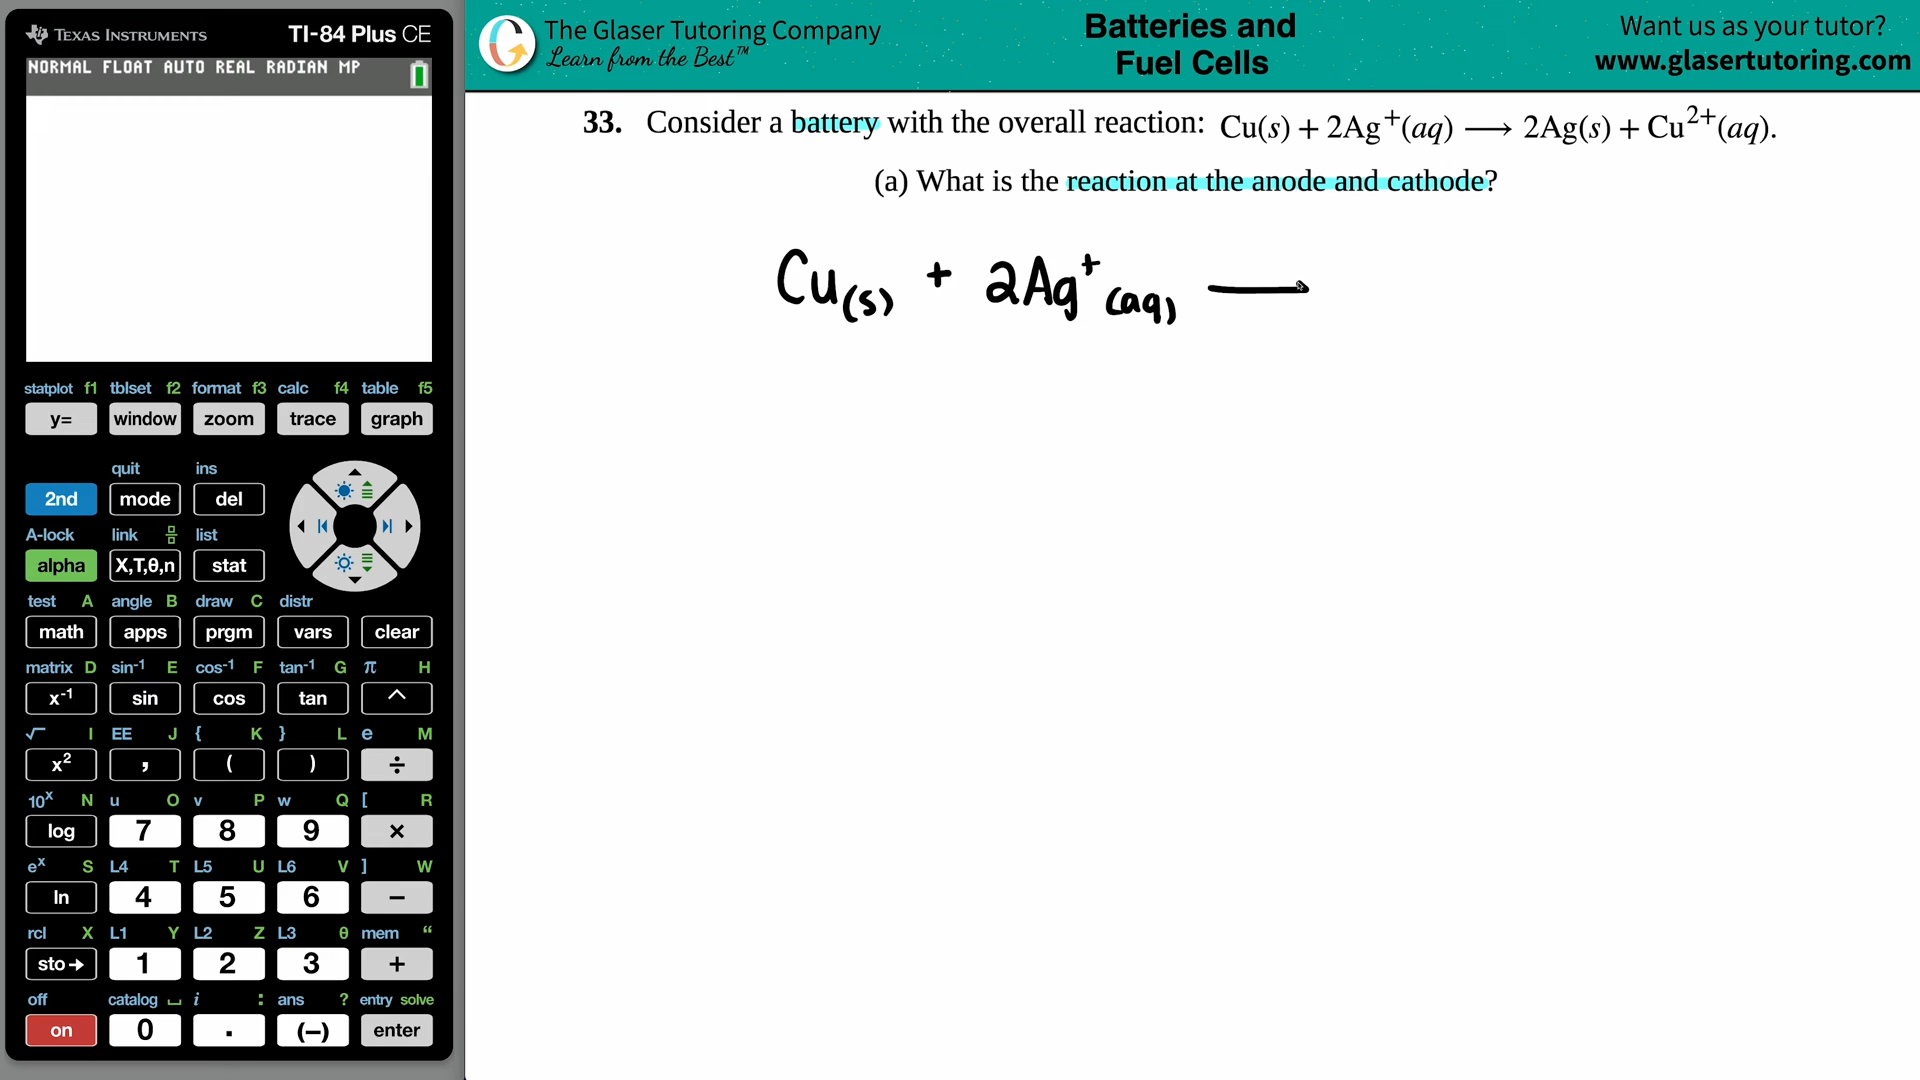 TEXAS INSTRUMENTS TI-84 Plus CE
NORMAL FLOAT AUTO REAL RADIAN MP
statplot f1 tblset f2 format f3 calc f4 table f5
y= window zoom trace graph
quit ins
2nd mode del
A-lock link list
alpha X,T,θ,n stat
test A angle B draw C distr
math apps prgm vars clear
matrix D sin⁻¹ E cos⁻¹ F tan⁻¹ G π H
x⁻¹ sin cos tan ^
√ I EE J { K } L e M
x² , ( ) ÷
10ˣ N u O v P w Q [ R
log 7 8 9 ×
eˣ S L4 T L5 U L6 V ] W
ln 4 5 6 −
rcl X L1 Y L2 Z L3 θ mem “
sto→ 1 2 3 +
off catalog ⎵ i : ans ? entry solve
on 0 . (−) enter
The Glaser Tutoring Company
Learn from the Best™
Batteries and
Fuel Cells
Want us as your tutor?
www.glasertutoring.com
33. Consider a battery with the overall reaction: Cu(s) + 2Ag⁺(aq) ⟶ 2Ag(s) + Cu²⁺(aq).
(a) What is the reaction at the anode and cathode?
Cu(s) + 2Ag⁺(aq) —